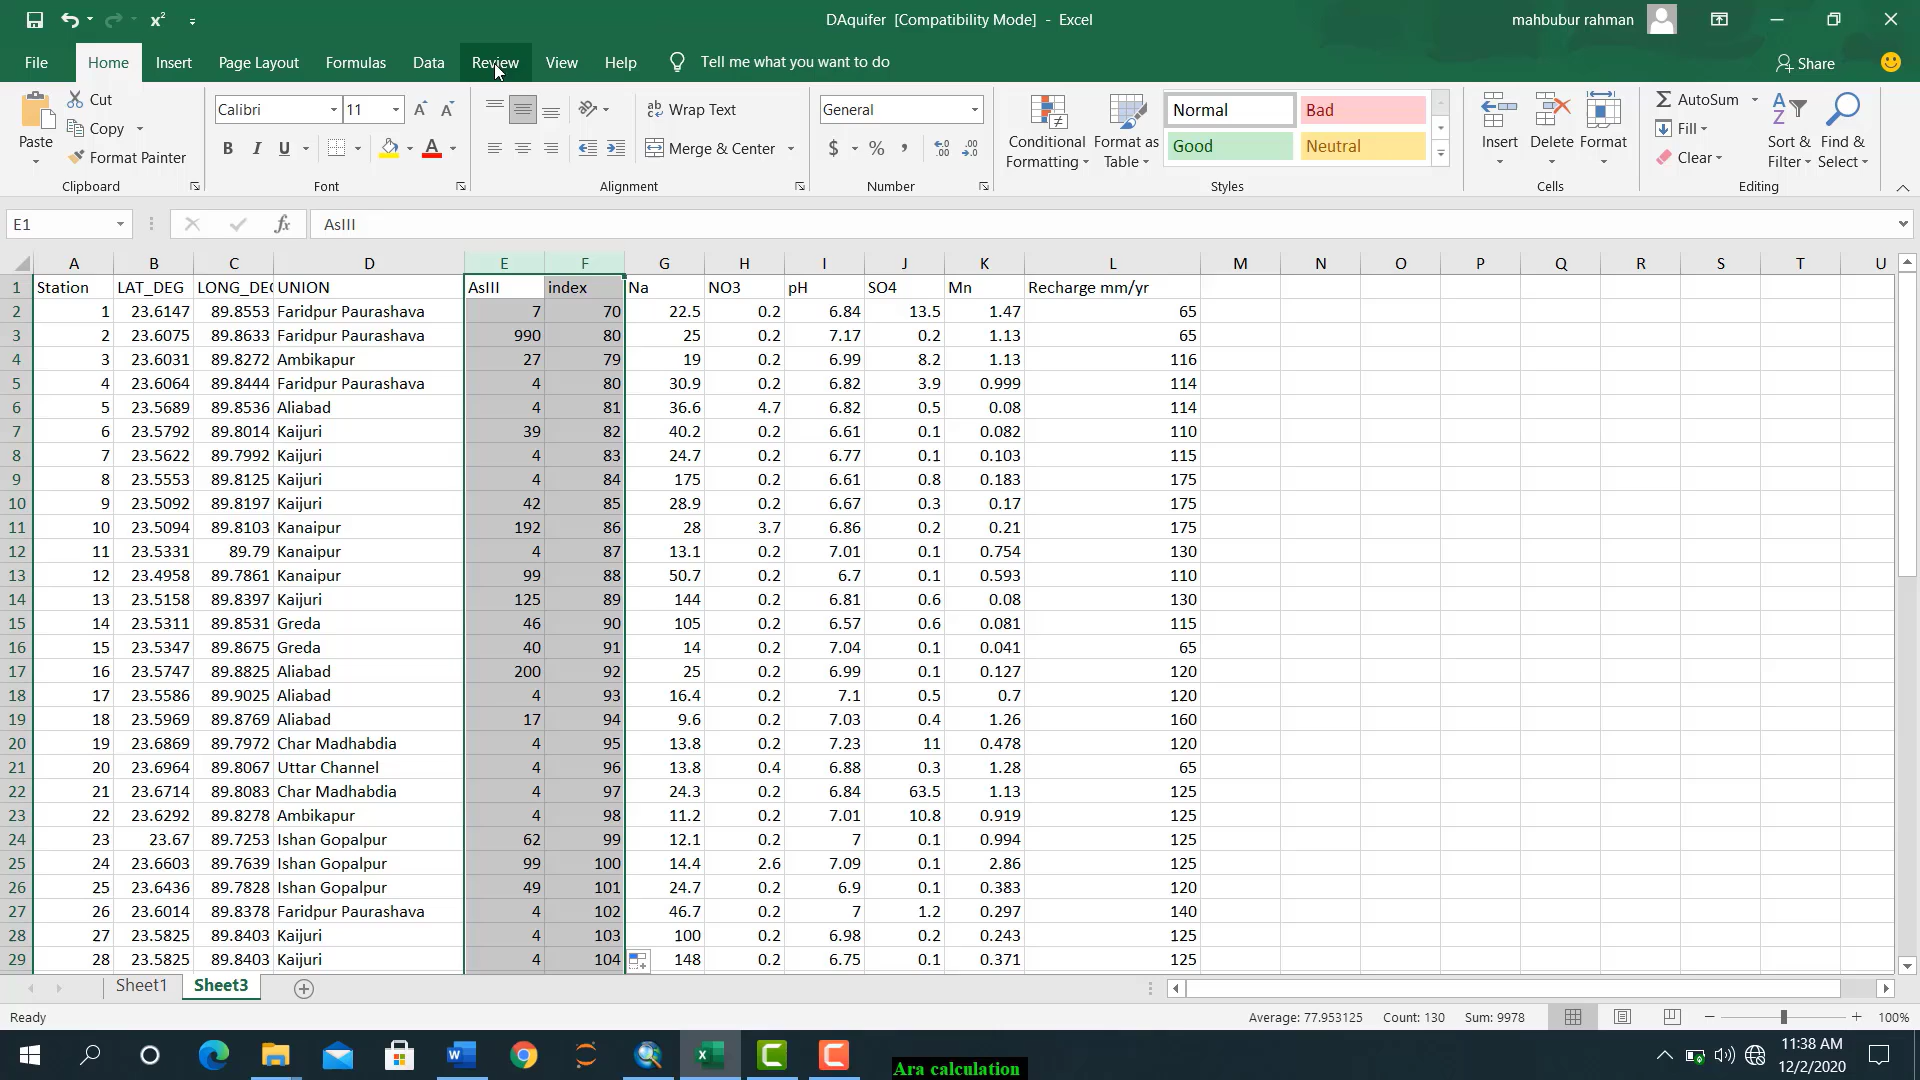 DAquifer [Compatibility Mode] - Excel
mahbubur rahman
File Home Insert Page Layout Formulas Data Review View Help Tell me what you want to do Share
Paste Cut Copy Format Painter Clipboard
Calibri 11 B I U Font
Wrap Text Merge & Center Alignment
General $ % , Number
Conditional Formatting Format as Table Normal Bad Good Neutral Styles
Insert Delete Format Cells
AutoSum Fill Clear Sort & Filter Find & Select Editing
E1 fx AsIII
A B C D E F G H I J K L M N O P Q R S T U
1 Station LAT_DEG LONG_DEG UNION AsIII index Na NO3 pH SO4 Mn Recharge mm/yr
2 1 23.6147 89.8553 Faridpur Paurashava 7 70 22.5 0.2 6.84 13.5 1.47 65
3 2 23.6075 89.8633 Faridpur Paurashava 990 80 25 0.2 7.17 0.2 1.13 65
4 3 23.6031 89.8272 Ambikapur 27 79 19 0.2 6.99 8.2 1.13 116
5 4 23.6064 89.8444 Faridpur Paurashava 4 80 30.9 0.2 6.82 3.9 0.999 114
6 5 23.5689 89.8536 Aliabad 4 81 36.6 4.7 6.82 0.5 0.08 114
7 6 23.5792 89.8014 Kaijuri 39 82 40.2 0.2 6.61 0.1 0.082 110
8 7 23.5622 89.7992 Kaijuri 4 83 24.7 0.2 6.77 0.1 0.103 115
9 8 23.5553 89.8125 Kaijuri 4 84 175 0.2 6.61 0.8 0.183 175
10 9 23.5092 89.8197 Kaijuri 42 85 28.9 0.2 6.67 0.3 0.17 175
11 10 23.5094 89.8103 Kanaipur 192 86 28 3.7 6.86 0.2 0.21 175
12 11 23.5331 89.79 Kanaipur 4 87 13.1 0.2 7.01 0.1 0.754 130
13 12 23.4958 89.7861 Kanaipur 99 88 50.7 0.2 6.7 0.1 0.593 110
14 13 23.5158 89.8397 Kaijuri 125 89 144 0.2 6.81 0.6 0.08 130
15 14 23.5311 89.8531 Greda 46 90 105 0.2 6.57 0.6 0.081 115
16 15 23.5347 89.8675 Greda 40 91 14 0.2 7.04 0.1 0.041 65
17 16 23.5747 89.8825 Aliabad 200 92 25 0.2 6.99 0.1 0.127 120
18 17 23.5586 89.9025 Aliabad 4 93 16.4 0.2 7.1 0.5 0.7 120
19 18 23.5969 89.8769 Aliabad 17 94 9.6 0.2 7.03 0.4 1.26 160
20 19 23.6869 89.7972 Char Madhabdia 4 95 13.8 0.2 7.23 11 0.478 120
21 20 23.6964 89.8067 Uttar Channel 4 96 13.8 0.4 6.88 0.3 1.28 65
22 21 23.6714 89.8083 Char Madhabdia 4 97 24.3 0.2 6.84 63.5 1.13 125
23 22 23.6292 89.8278 Ambikapur 4 98 11.2 0.2 7.01 10.8 0.919 125
24 23 23.67 89.7253 Ishan Gopalpur 62 99 12.1 0.2 7 0.1 0.994 125
25 24 23.6603 89.7639 Ishan Gopalpur 99 100 14.4 2.6 7.09 0.1 2.86 125
26 25 23.6436 89.7828 Ishan Gopalpur 49 101 24.7 0.2 6.9 0.1 0.383 120
27 26 23.6014 89.8378 Faridpur Paurashava 4 102 46.7 0.2 7 1.2 0.297 140
28 27 23.5825 89.8403 Kaijuri 4 103 100 0.2 6.98 0.2 0.243 125
29 28 23.5825 89.8403 Kaijuri 4 104 148 0.2 6.75 0.1 0.371 125
Sheet1 Sheet3
Ready Average: 77.953125 Count: 130 Sum: 9978 100%
Ara calculation
11:38 AM
12/2/2020